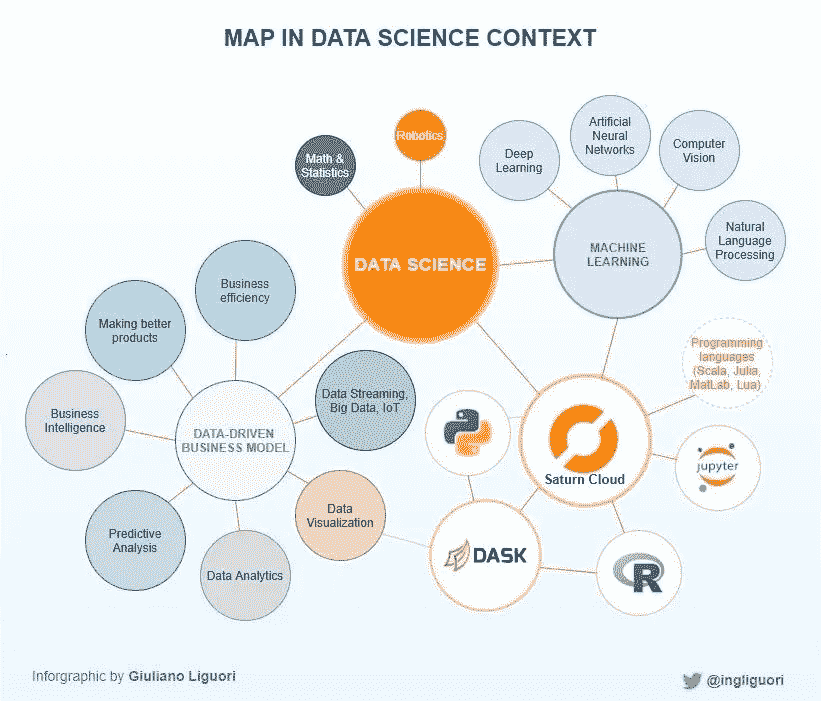 MAP IN DATA SCIENCE CONTEXT
Robotics
Math &
Statistics
Deep
Learning
Artificial
Neural
Networks
Computer
Vision
Natural
Language
Processing
DATA SCIENCE
MACHINE
LEARNING
Business
efficiency
Making better
products
Business
Intelligence
DATA-DRIVEN
BUSINESS MODEL
Data Streaming,
Big Data, IoT
Data
Visualization
Predictive
Analysis
Data Analytics
Programming
languages
(Scala, Julia,
MatLab, Lua)
Saturn Cloud
jupyter
DASK
R
Inforgraphic by Giuliano Liguori
@ingliguori